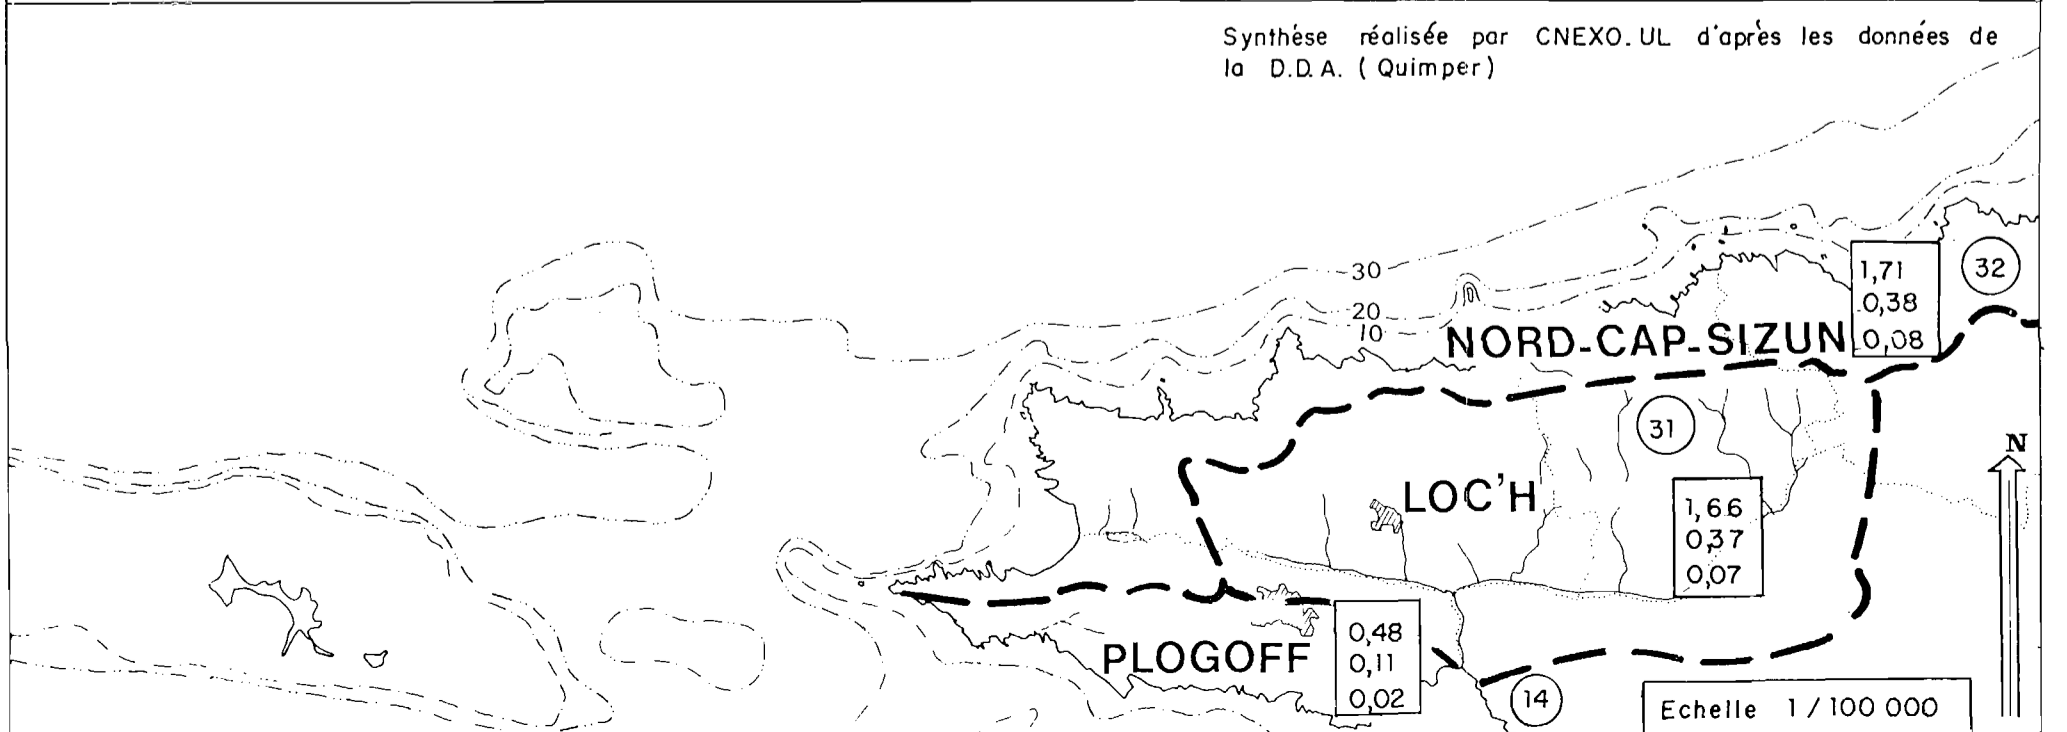 Synthèse réalisée par CNEXO.UL d'après les données de
la D.D.A. (Quimper)
30
20
10
NORD-CAP-SIZUN
1,71
0,38
0,08
32
31
N
LOC'H
1,66
0,37
0,07
PLOGOFF
0,48
0,11
0,02
14
Echelle 1/100 000